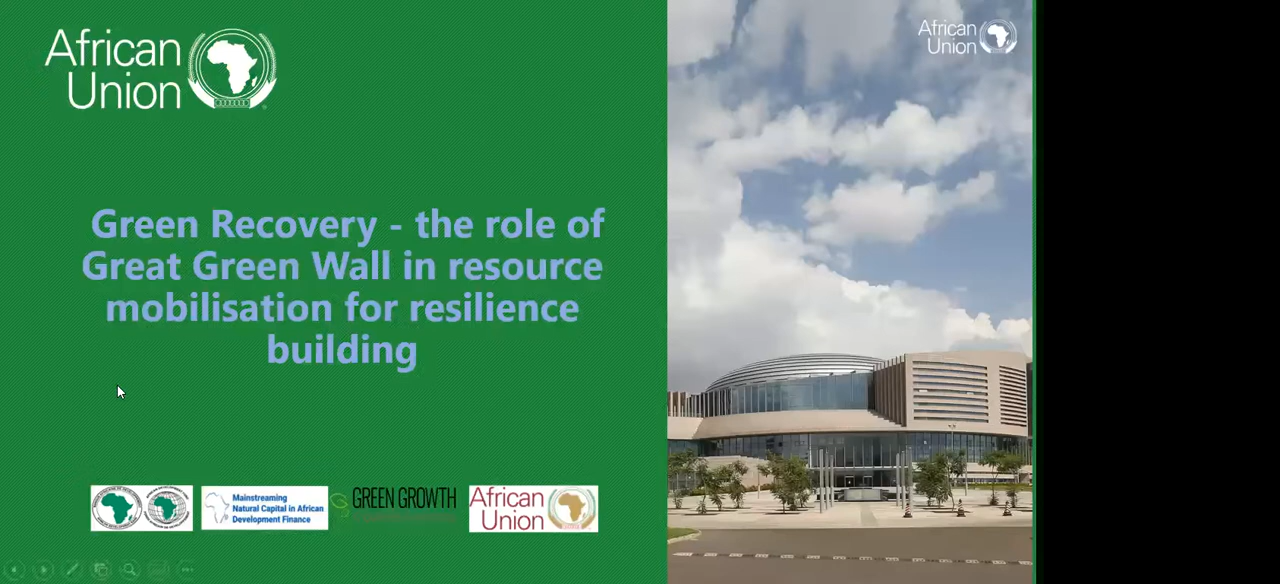 African
Union
African
Union
Green Recovery - the role of
Great Green Wall in resource
mobilisation for resilience
building
Mainstreaming
Natural Capital in African
Development Finance
GREEN GROWTH
African
Union